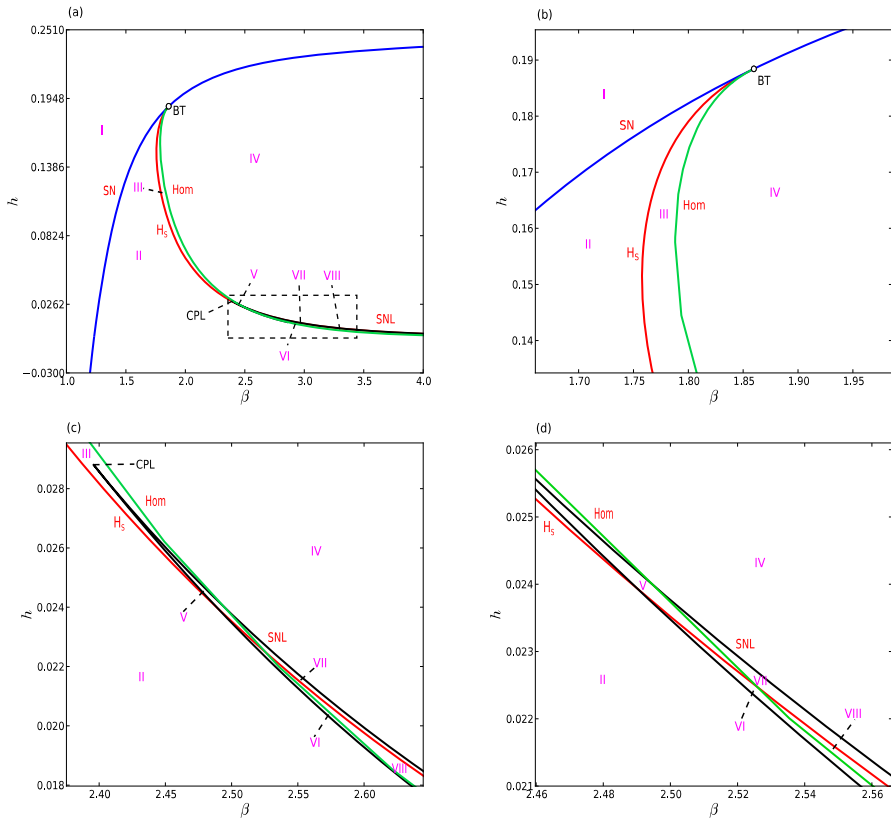 (a)
0.2510
0.1948
0.1386
0.0824
0.0262
−0.0300
h
1.0
1.5
2.0
2.5
3.0
3.5
4.0
β
BT
I
IV
SN
III
Hom
Hs
II
V
VII
VIII
CPL
SNL
VI
(b)
0.19
0.18
0.17
0.16
0.15
0.14
h
1.70
1.75
1.80
1.85
1.90
1.95
β
BT
I
SN
IV
Hom
III
II
Hs
(c)
0.028
0.026
0.024
0.022
0.020
0.018
h
2.40
2.45
2.50
2.55
2.60
β
III
CPL
Hom
Hs
IV
V
SNL
VII
II
VI
VIII
(d)
0.026
0.025
0.024
0.023
0.022
0.021
h
2.46
2.48
2.50
2.52
2.54
2.56
β
Hom
Hs
IV
V
SNL
II
VII
VIII
VI